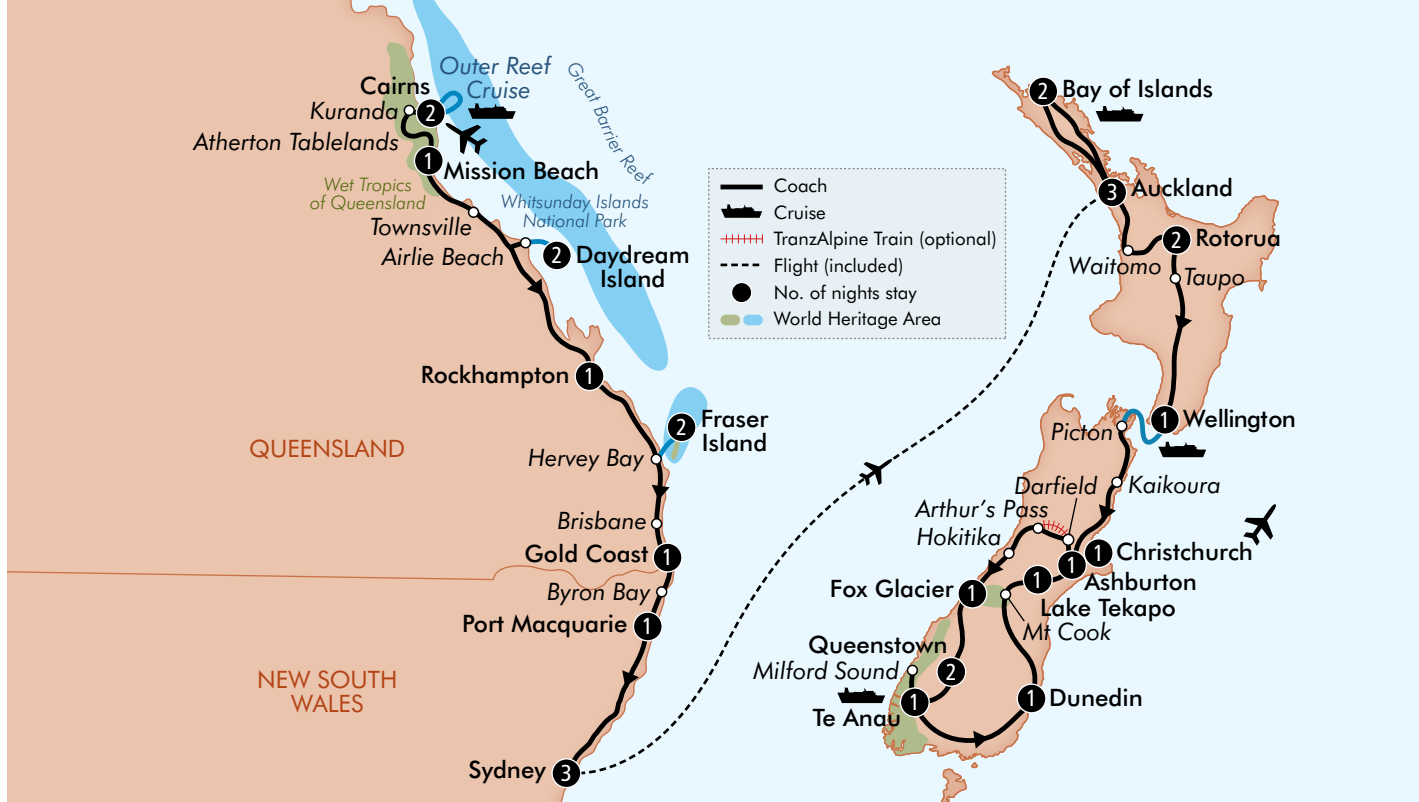 Outer Reef
Cruise
Great Barrier Reef
Cairns
2
Kuranda
Atherton Tablelands
1
Mission Beach
Wet Tropics
of Queensland
Whitsunday Islands
National Park
Townsville
Airlie Beach
2
Daydream
Island
Rockhampton
1
2
Fraser
Island
QUEENSLAND
Hervey Bay
Brisbane
Gold Coast
1
Byron Bay
Port Macquarie
1
NEW SOUTH
WALES
Sydney
3
Coach
Cruise
TranzAlpine Train (optional)
Flight (included)
No. of nights stay
World Heritage Area
2
Bay of Islands
3
Auckland
2
Rotorua
Waitomo
Taupo
1
Wellington
Picton
Kaikoura
Darfield
Arthur's Pass
Hokitika
1
Christchurch
1
Ashburton
1
Lake Tekapo
Fox Glacier
1
Mt Cook
Queenstown
2
Milford Sound
1
Te Anau
1
Dunedin